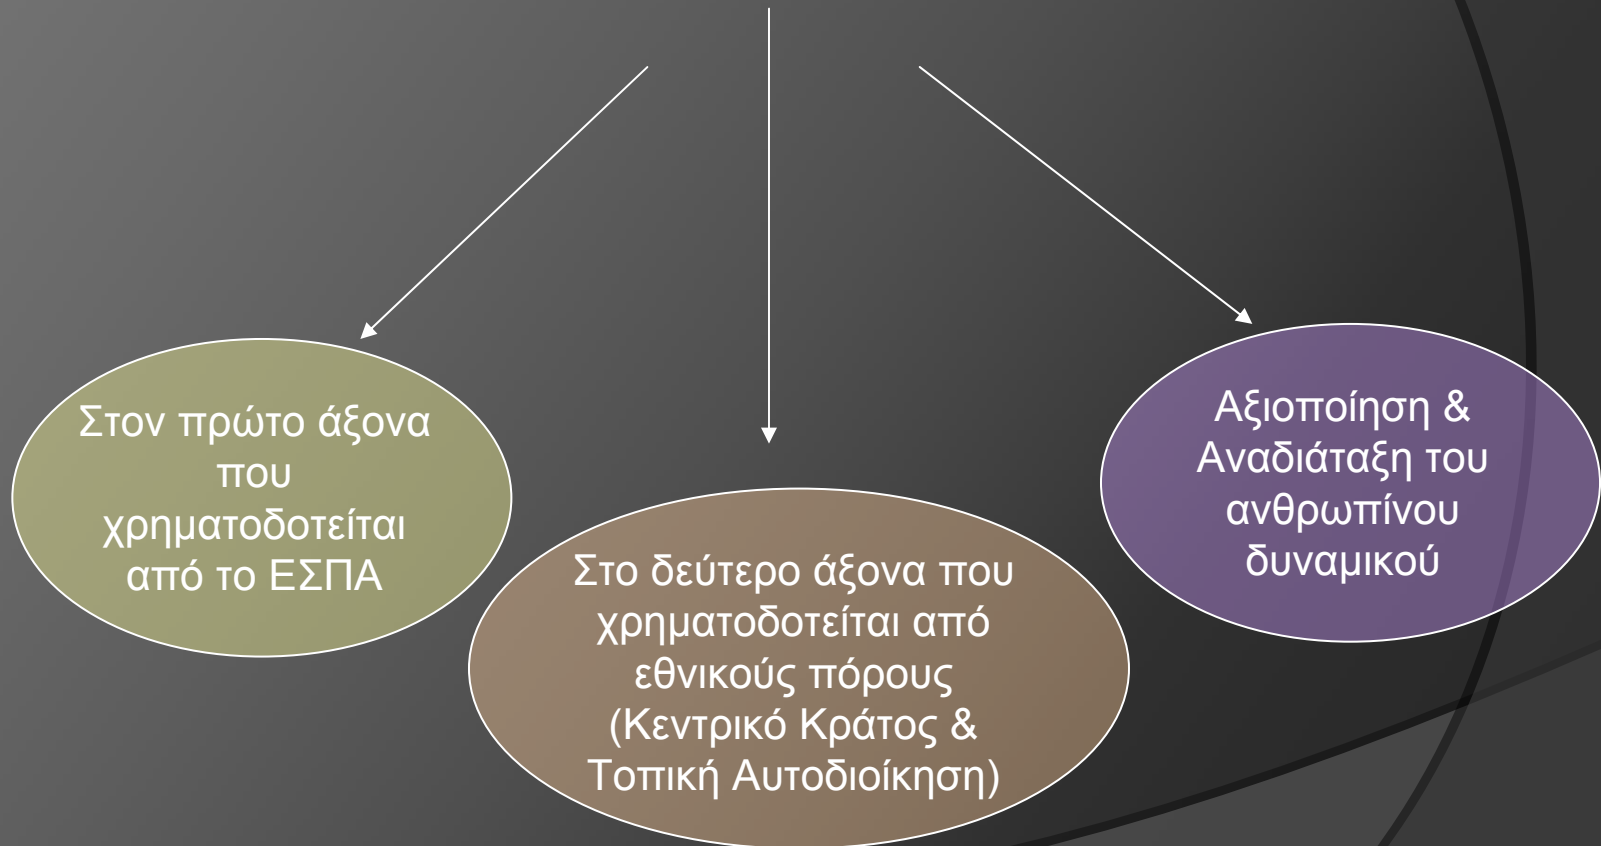 Στον πρώτο άξονα
που
χρηματοδοτείται
από το ΕΣΠΑ
Στο δεύτερο άξονα που
χρηματοδοτείται από
εθνικούς πόρους
(Κεντρικό Κράτος &
Τοπική Αυτοδιοίκηση)
Αξιοποίηση &
Αναδιάταξη του
ανθρωπίνου
δυναμικού